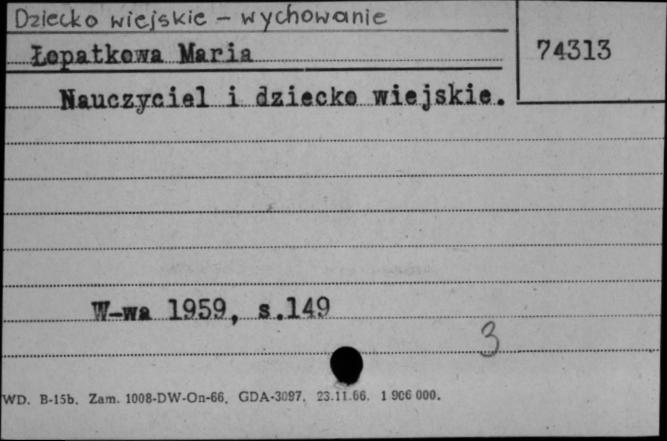 Dziecko wiejskie - wychowanie
Łopatkowa Maria
74313
Nauczyciel i dziecko wiejskie.
W-wa 1959, s.149
3
WD. B-15b. Zam. 1008-DW-On-66. GDA-3097. 23.11.66. 1 906 000.